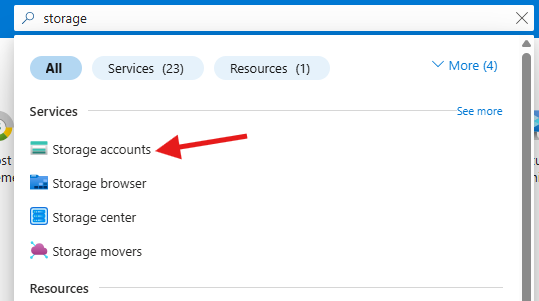 storage
All
Services (23)
Resources (1)
More (4)
Services
See more
Storage accounts
Storage browser
Storage center
Storage movers
Resources